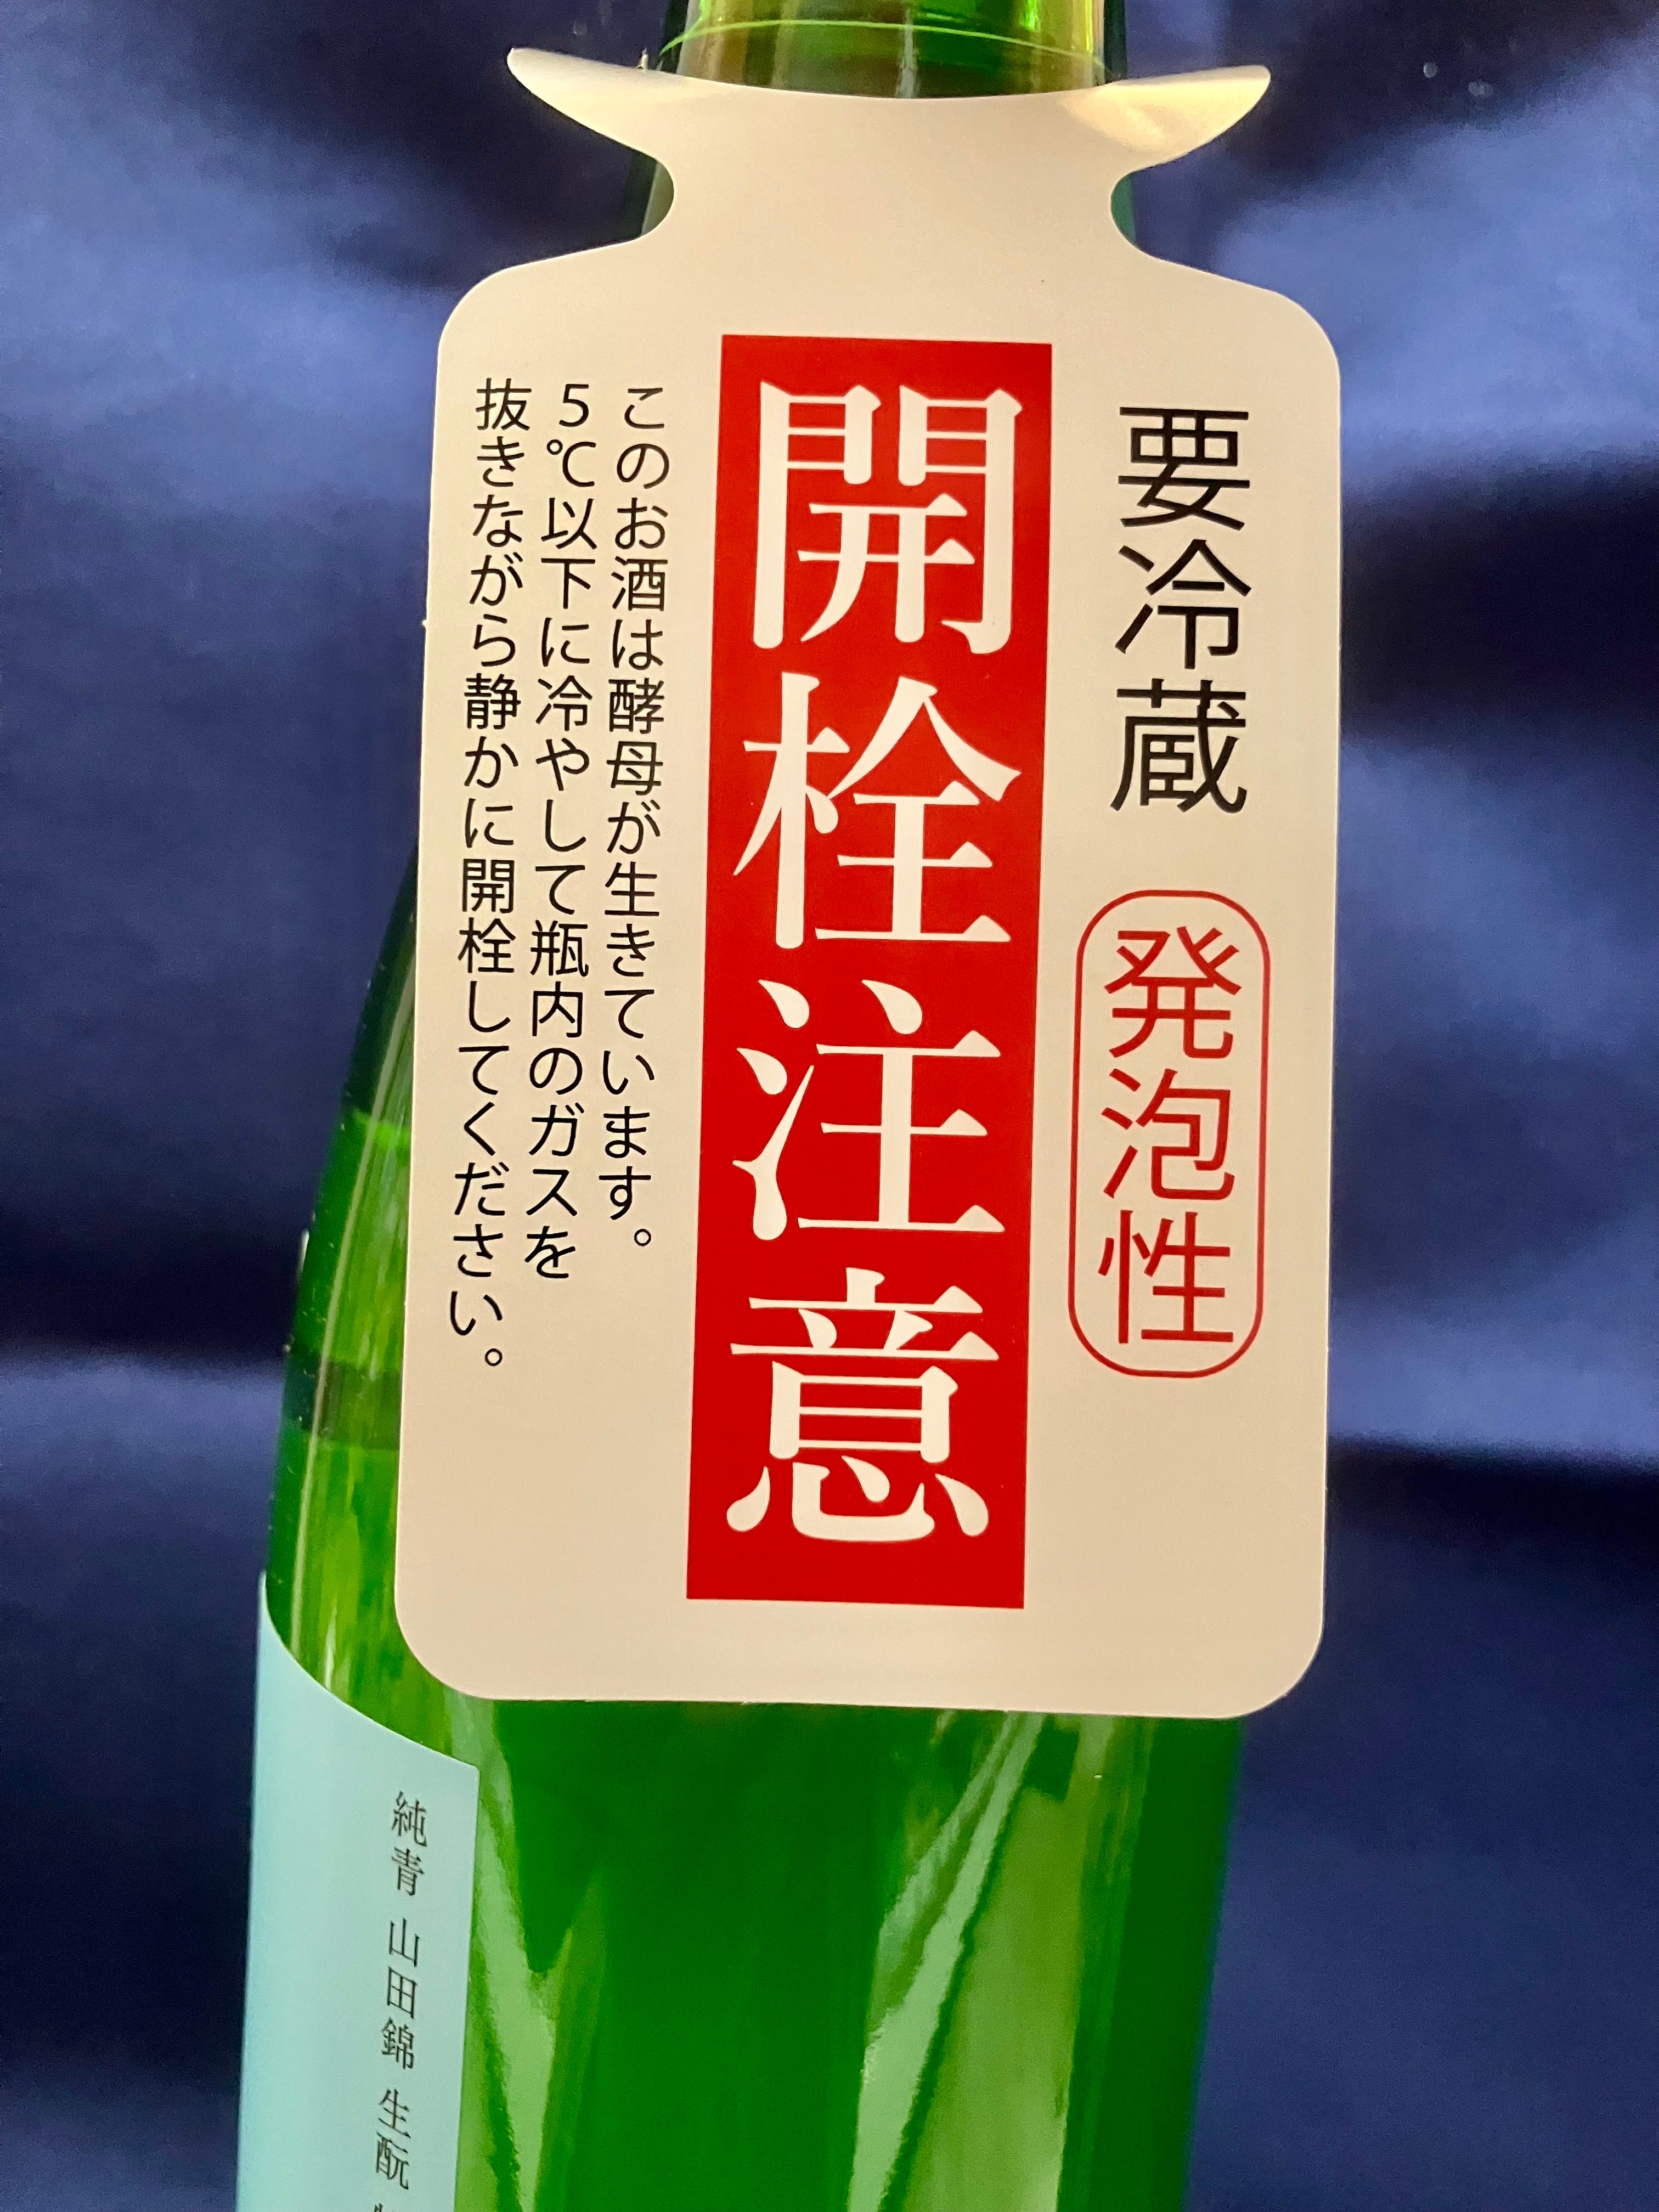 要冷蔵 発泡性
開栓注意
このお酒は酵母が生きています。
5℃以下に冷やして瓶内のガスを
抜きながら静かに開栓してください。
純青 山田錦 生酛